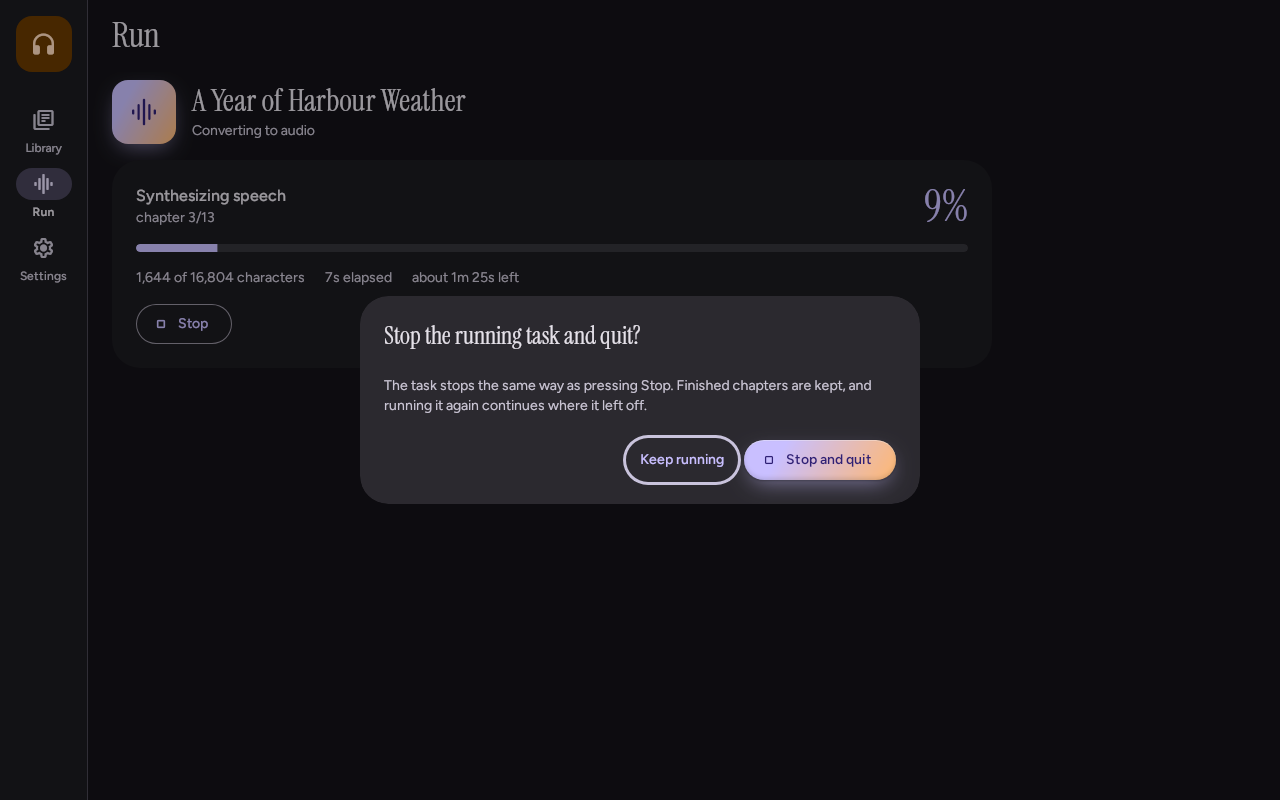 Run
Library
Run
Settings
A Year of Harbour Weather
Converting to audio
Synthesizing speech
chapter 3/13
9%
1,644 of 16,804 characters 7s elapsed about 1m 25s left
Stop
Stop the running task and quit?
The task stops the same way as pressing Stop. Finished chapters are kept, and
running it again continues where it left off.
Keep running Stop and quit